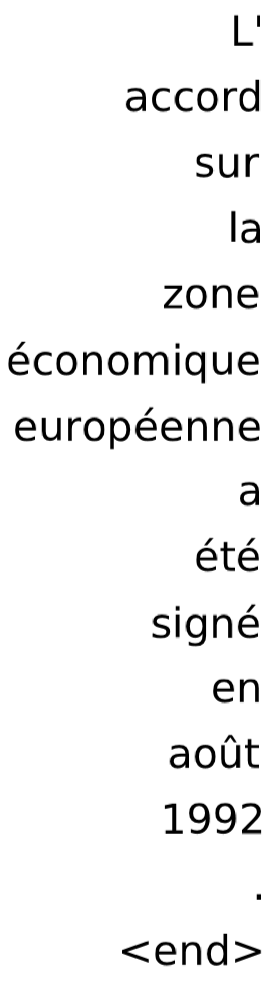 L'
accord
sur
la
zone
économique
européenne
a
été
signé
en
août
1992
.
<end>